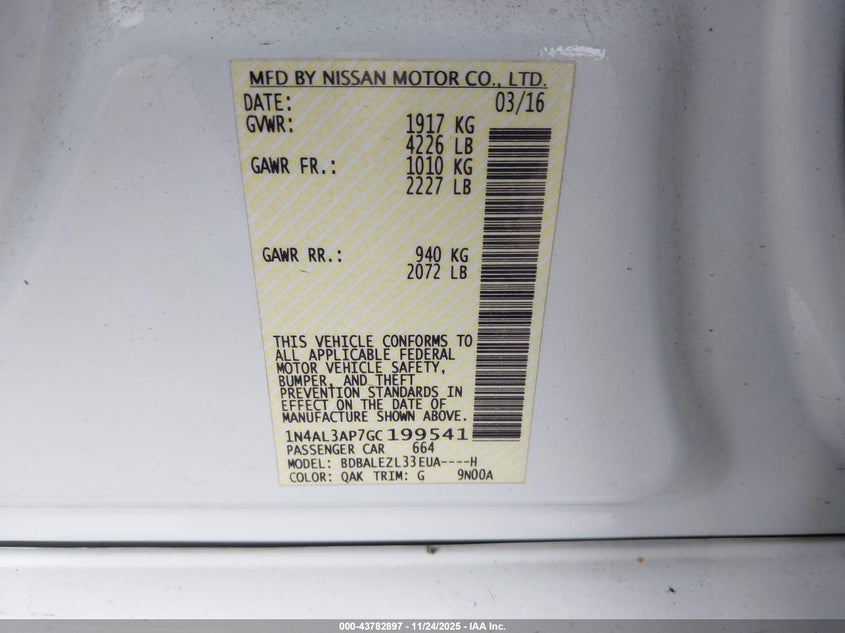 MFD BY NISSAN MOTOR CO., LTD.
DATE: 03/16
GVWR: 1917 KG
4226 LB
GAWR FR.: 1010 KG
2227 LB
GAWR RR.: 940 KG
2072 LB
THIS VEHICLE CONFORMS TO
ALL APPLICABLE FEDERAL
MOTOR VEHICLE SAFETY,
BUMPER, AND THEFT
PREVENTION STANDARDS IN
EFFECT ON THE DATE OF
MANUFACTURE SHOWN ABOVE.
1N4AL3AP7GC199541
PASSENGER CAR 664
MODEL: BDBALEZL33EUA----H
COLOR: QAK TRIM: G 9N00A
000-43782897 - 11/24/2025 - IAA Inc.